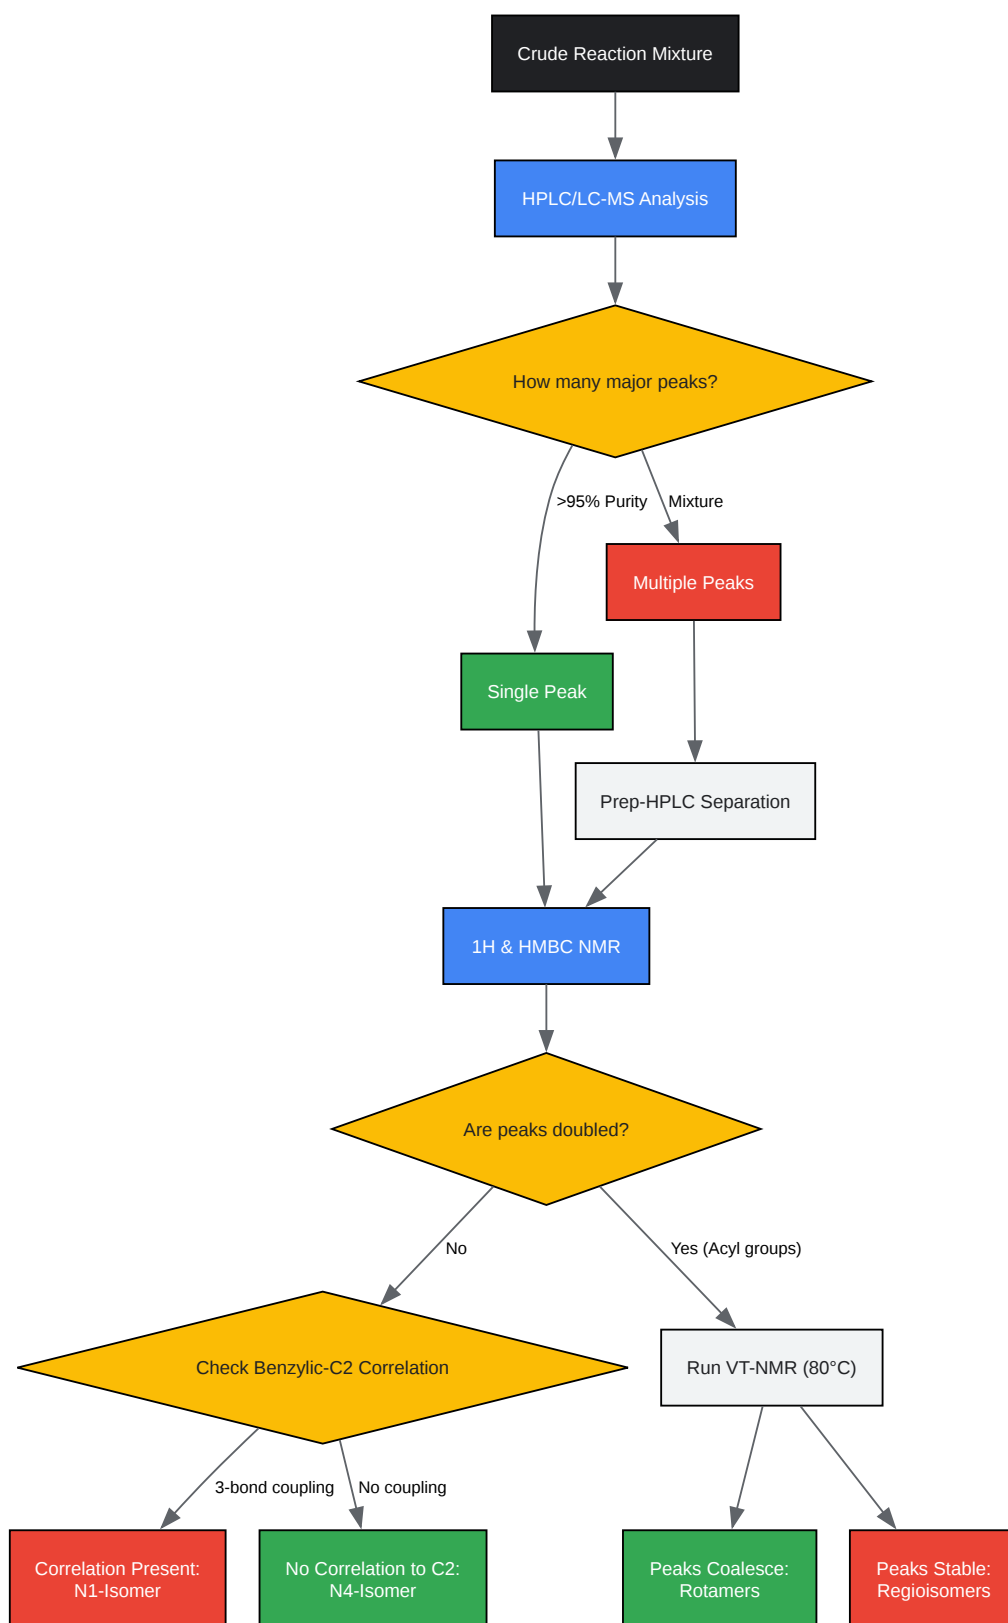 Crude Reaction Mixture
HPLC/LC-MS Analysis
How many major peaks?
>95% Purity
Mixture
Multiple Peaks
Single Peak
Prep-HPLC Separation
1H & HMBC NMR
Are peaks doubled?
No
Yes (Acyl groups)
Check Benzylic-C2 Correlation
Run VT-NMR (80°C)
3-bond coupling
No coupling
Correlation Present:
N1-Isomer
No Correlation to C2:
N4-Isomer
Peaks Coalesce:
Rotamers
Peaks Stable:
Regioisomers